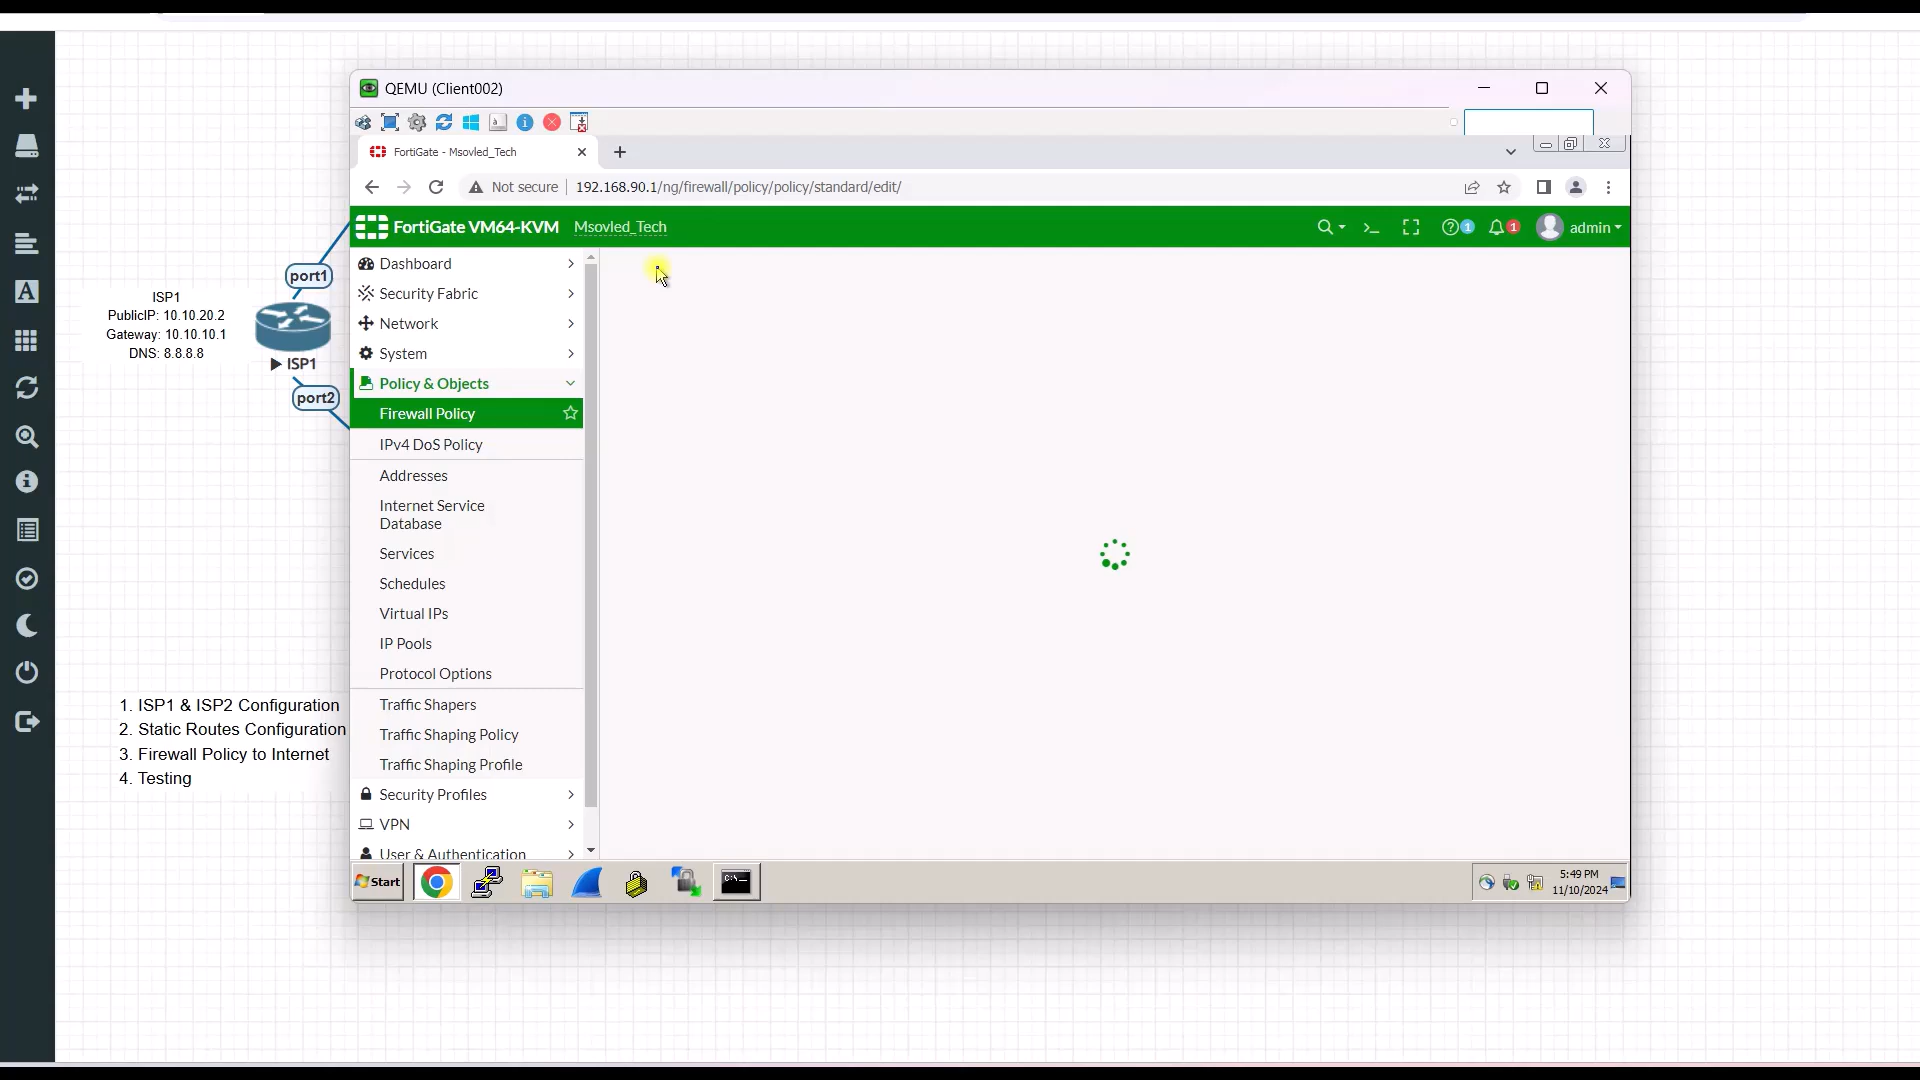 QEMU (Client002)
FortiGate - Msovled_Tech
Not secure
192.168.90.1/ng/firewall/policy/policy/standard/edit/
FortiGate VM64-KVM
Msovled_Tech
1
1
admin
Dashboard
Security Fabric
Network
System
Policy & Objects
Firewall Policy
IPv4 DoS Policy
Addresses
Internet Service
Database
Services
Schedules
Virtual IPs
IP Pools
Protocol Options
Traffic Shapers
Traffic Shaping Policy
Traffic Shaping Profile
Security Profiles
VPN
User & Authentication
port1
ISP1
PublicIP: 10.10.20.2
Gateway: 10.10.10.1
DNS: 8.8.8.8
ISP1
port2
1. ISP1 & ISP2 Configuration
2. Static Routes Configuration
3. Firewall Policy to Internet
4. Testing
Start
C:\
5:49 PM
11/10/2024